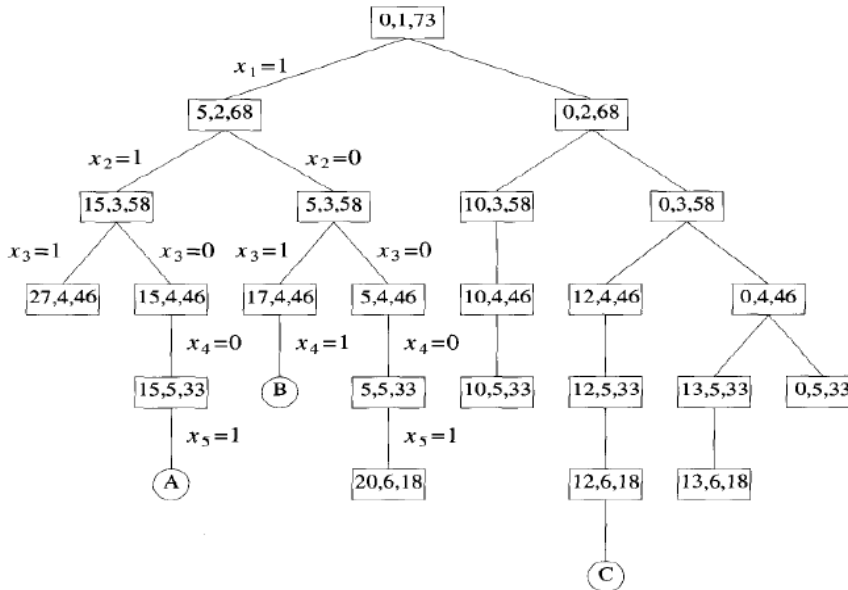 0,1,73
x₁=1
5,2,68 0,2,68
x₂=1 x₂=0
15,3,58 5,3,58 10,3,58 0,3,58
x₃=1 x₃=0 x₃=1 x₃=0
27,4,46 15,4,46 17,4,46 5,4,46 10,4,46 12,4,46 0,4,46
x₄=0 x₄=1 x₄=0
15,5,33 B 5,5,33 10,5,33 12,5,33 13,5,33 0,5,33
x₅=1 x₅=1
A 20,6,18 12,6,18 13,6,18
C